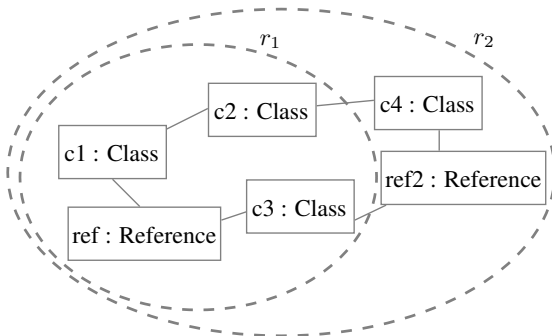 r₁
r₂
c2 : Class
c4 : Class
c1 : Class
ref2 : Reference
c3 : Class
ref : Reference